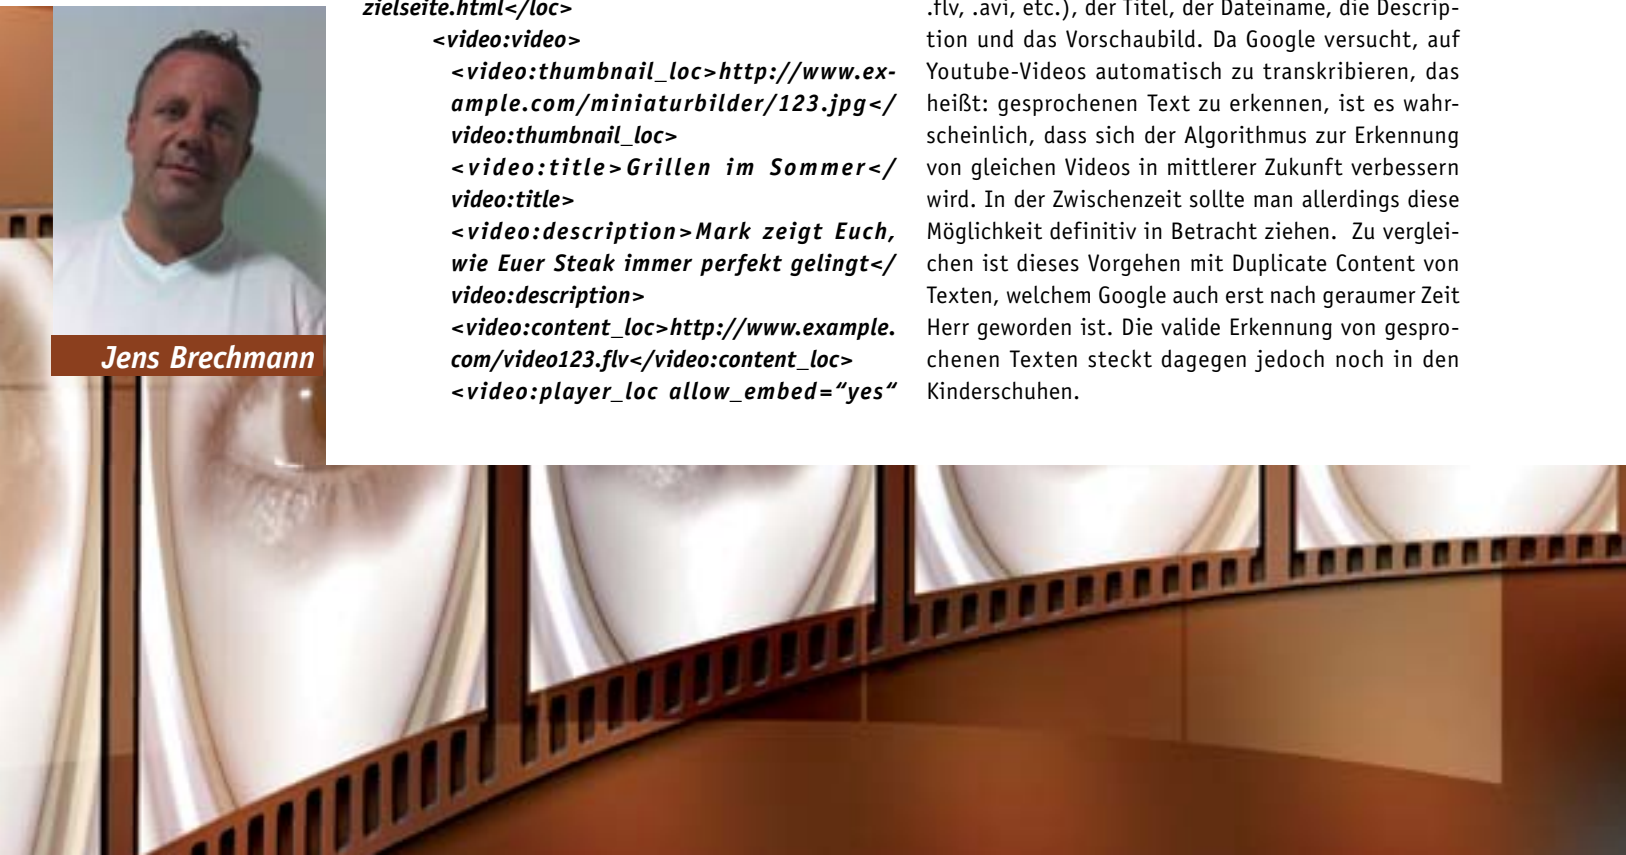 zielseite.html</loc>
<video:video>
<video:thumbnail_loc>http://www.ex-
ample.com/miniaturbilder/123.jpg</
video:thumbnail_loc>
<video:title>Grillen im Sommer</
video:title>
<video:description>Mark zeigt Euch,
wie Euer Steak immer perfekt gelingt</
video:description>
<video:content_loc>http://www.example.
com/video123.flv</video:content_loc>
<video:player_loc allow_embed=“yes“
.flv, .avi, etc.), der Titel, der Dateiname, die Descrip-
tion und das Vorschaubild. Da Google versucht, auf
Youtube-Videos automatisch zu transkribieren, das
heißt: gesprochenen Text zu erkennen, ist es wahr-
scheinlich, dass sich der Algorithmus zur Erkennung
von gleichen Videos in mittlerer Zukunft verbessern
wird. In der Zwischenzeit sollte man allerdings diese
Möglichkeit definitiv in Betracht ziehen. Zu verglei-
chen ist dieses Vorgehen mit Duplicate Content von
Texten, welchem Google auch erst nach geraumer Zeit
Herr geworden ist. Die valide Erkennung von gespro-
chenen Texten steckt dagegen jedoch noch in den
Kinderschuhen.
Jens Brechmann